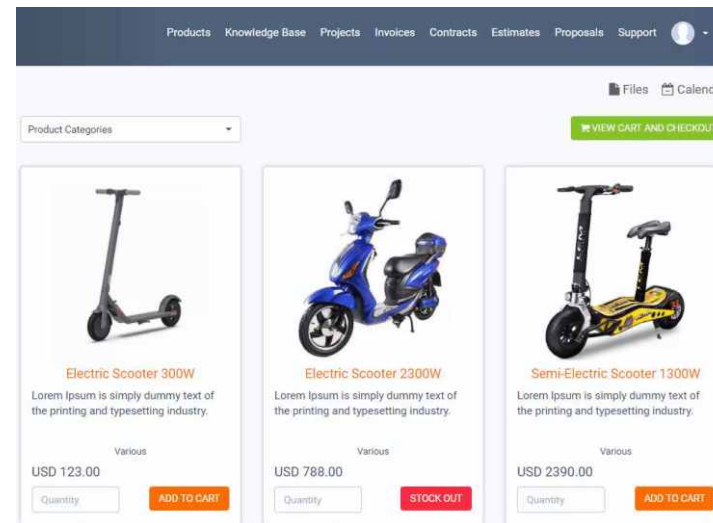 Products Knowledge Base Projects Invoices Contracts Estimates Proposals Support
Files Calend
Product Categories
VIEW CART AND CHECKOUT
Electric Scooter 300W
Lorem Ipsum is simply dummy text of
the printing and typesetting industry.
Various
USD 123.00
Quantity
ADD TO CART
Electric Scooter 2300W
Lorem Ipsum is simply dummy text of
the printing and typesetting industry.
Various
USD 788.00
Quantity
STOCK OUT
Semi-Electric Scooter 1300W
Lorem Ipsum is simply dummy text of
the printing and typesetting industry.
Various
USD 2390.00
Quantity
ADD TO CART